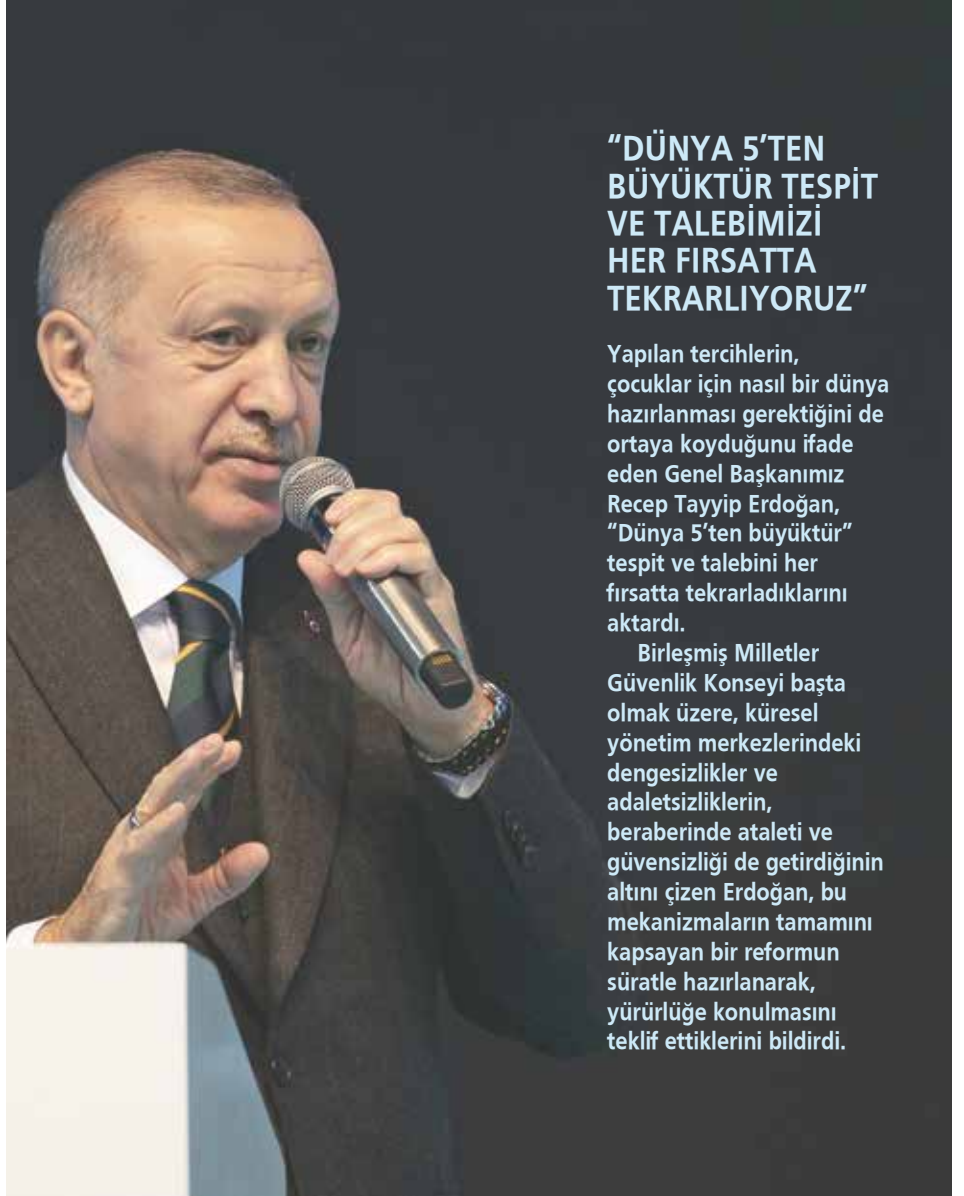 “DÜNYA 5’TEN
BÜYÜKTÜR TESPİT
VE TALEBİMİZİ
HER FIRSATTA
TEKRARLIYORUZ”
Yapılan tercihlerin,
çocuklar için nasıl bir dünya
hazırlanması gerektiğini de
ortaya koyduğunu ifade
eden Genel Başkanımız
Recep Tayyip Erdoğan,
“Dünya 5’ten büyüktür”
tespit ve talebini her
fırsatta tekrarladıklarını
aktardı.
Birleşmiş Milletler
Güvenlik Konseyi başta
olmak üzere, küresel
yönetim merkezlerindeki
dengesizlikler ve
adaletsizliklerin,
beraberinde ataleti ve
güvensizliği de getirdiğinin
altını çizen Erdoğan, bu
mekanizmaların tamamını
kapsayan bir reformun
süratle hazırlanarak,
yürürlüğe konulmasını
teklif ettiklerini bildirdi.